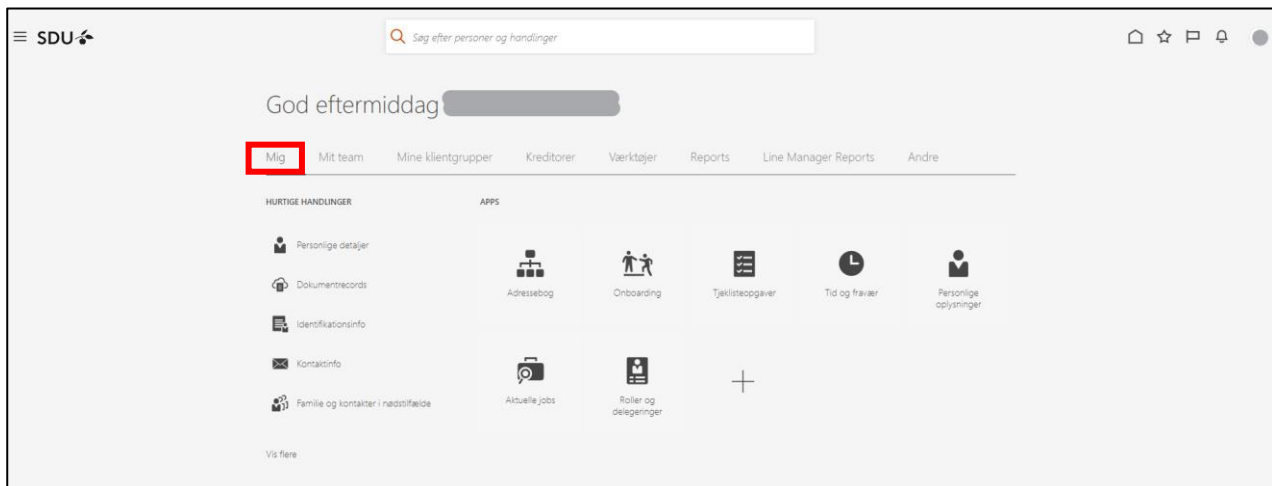 SDU
Søg efter personer og handlinger
God eftermiddag
Mig Mit team Mine klientgrupper Kreditorer Værktøjer Reports Line Manager Reports Andre
HURTIGE HANDLINGER
Personlige detaljer
Dokumentrecords
Identifikationsinfo
Kontaktinfo
Familie og kontakter i nødstilfælde
Vis flere
APPS
Adressebog
Onboarding
Tjeklisteopgaver
Tid og fravær
Personlige
oplysninger
Aktuelle jobs
Roller og
delegeringer